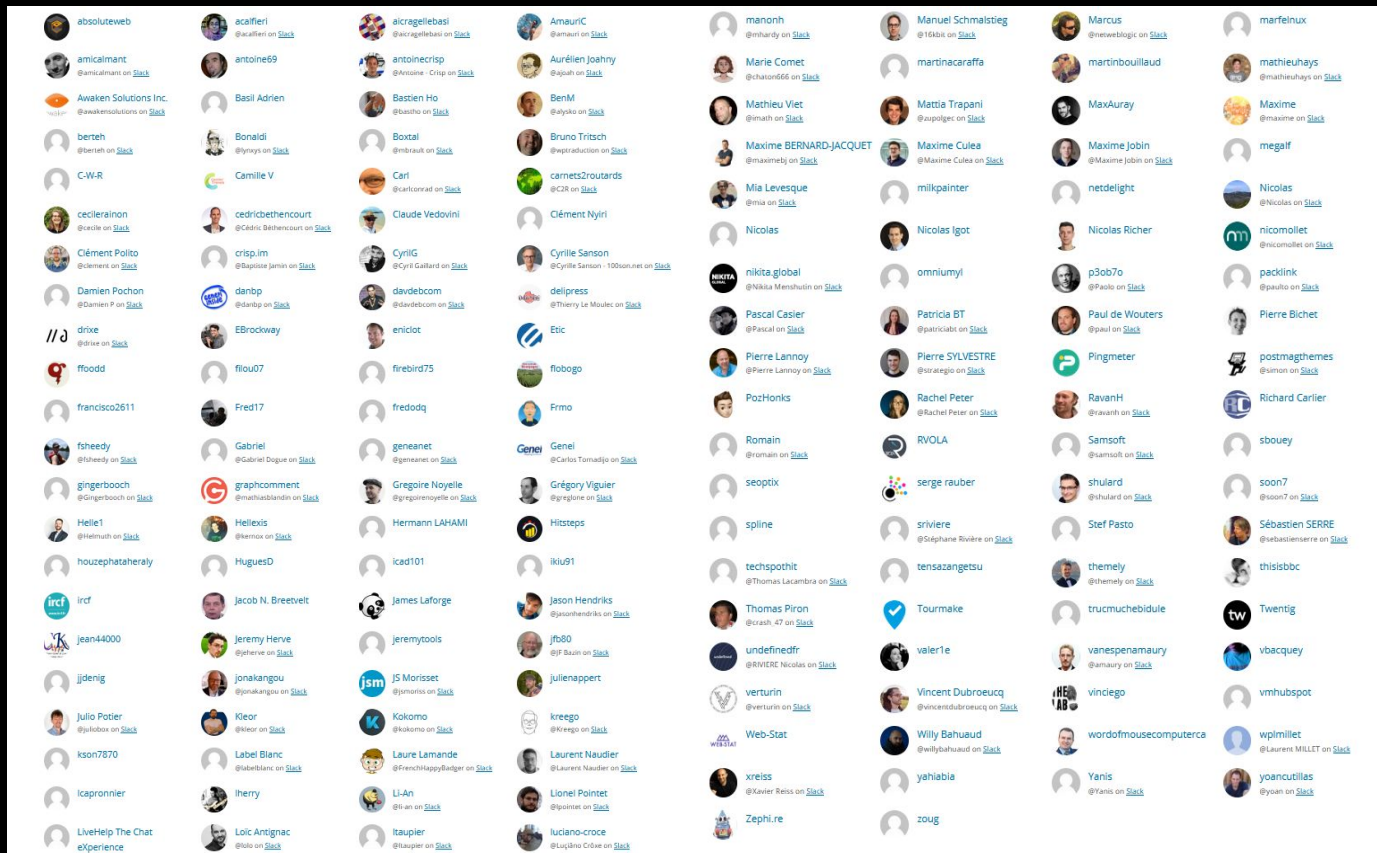 absoluteweb
acalfieri
@acalfieri on Slack
aicragellebasi
@aicragellebasi on Slack
AmauriC
@amauri on Slack
amicalmant
@amicalmant on Slack
antoine69
antoinecrisp
@Antoine - Crisp on Slack
Aurélien Joahny
@ajoah on Slack
Awaken Solutions Inc.
@awakensolutions on Slack
Basil Adrien
Bastien Ho
@bastho on Slack
BenM
@alysko on Slack
berteh
@berteh on Slack
Bonaldi
@lynxys on Slack
Boxtal
@mbrault on Slack
Bruno Tritsch
@wptraduction on Slack
C-W-R
Camille V
Carl
@carlconrad on Slack
carnets2routards
@C2R on Slack
cecilerainon
@cecile on Slack
cedricbethencourt
@Cédric Béthencourt on Slack
Claude Vedovini
Clément Nyiri
Clément Polito
@clement on Slack
crisp.im
@Baptiste Jamin on Slack
CyrilG
@Cyril Gaillard on Slack
Cyrille Sanson
@Cyrille Sanson - 100son.net on Slack
Damien Pochon
@Damien P on Slack
danbp
@danbp on Slack
davdebcom
@davdebcom on Slack
delipress
@Thierry Le Moulec on Slack
drixe
@drixe on Slack
EBrockway
eniclot
Etic
ffoodd
filou07
firebird75
flobogo
francisco2611
Fred17
fredodq
Frmo
fsheedy
@fsheedy on Slack
Gabriel
@Gabriel Dogue on Slack
geneanet
@geneanet on Slack
Genei
Genei
@Carlos Tornadijo on Slack
gingerbooch
@Gingerbooch on Slack
graphcomment
@mathiasblandin on Slack
Gregoire Noyelle
@gregoirenoyelle on Slack
Grégory Viguier
@greglone on Slack
Helle1
@Helmuth on Slack
Hellexis
@kernox on Slack
Hermann LAHAMI
Hitsteps
houzephataheraly
HuguesD
icad101
ikiu91
ircf
ircf
Jacob N. Breetvelt
James Laforge
Jason Hendriks
@jasonhendriks on Slack
jean44000
Jeremy Herve
@jeherve on Slack
jeremytools
jfb80
@JF Bazin on Slack
jjdenig
jonakangou
@jonakangou on Slack
jsm
JS Morisset
@jsmoriss on Slack
julienappert
Julio Potier
@juliobox on Slack
Kleor
@kleor on Slack
Kokomo
@kokomo on Slack
kreego
@Kreego on Slack
kson7870
Label Blanc
@labelblanc on Slack
Laure Lamande
@FrenchHappyBadger on Slack
Laurent Naudier
@Laurent Naudier on Slack
lcapronnier
lherry
Li-An
@li-an on Slack
Lionel Pointet
@lpointet on Slack
LiveHelp The Chat
eXperience
Loïc Antignac
@lolo on Slack
ltaupier
@ltaupier on Slack
luciano-croce
@Luçiäno Crôxe on Slack
manonh
@mhardy on Slack
Manuel Schmalstieg
@16kbit on Slack
Marcus
@netweblogic on Slack
marfelnux
Marie Comet
@chaton666 on Slack
martinacaraffa
martinbouillaud
mathieuhays
@mathieuhays on Slack
Mathieu Viet
@imath on Slack
Mattia Trapani
@zupolgec on Slack
MaxAuray
Maxime
@maxime on Slack
Maxime BERNARD-JACQUET
@maximebj on Slack
Maxime Culea
@Maxime Culea on Slack
Maxime Jobin
@Maxime Jobin on Slack
megalf
Mia Levesque
@mia on Slack
milkpainter
netdelight
Nicolas
@Nicolas on Slack
Nicolas
Nicolas Igot
Nicolas Richer
nicomollet
@nicomollet on Slack
NIKITA
GLOBAL
nikita.global
@Nikita Menshutin on Slack
omniumyl
p3ob7o
@Paolo on Slack
packlink
@paulto on Slack
Pascal Casier
@Pascal on Slack
Patricia BT
@patriciabt on Slack
Paul de Wouters
@paul on Slack
Pierre Bichet
Pierre Lannoy
@Pierre Lannoy on Slack
Pierre SYLVESTRE
@strategio on Slack
Pingmeter
postmagthemes
@simon on Slack
PozHonks
Rachel Peter
@Rachel Peter on Slack
RavanH
@ravanh on Slack
RC
Richard Carlier
Romain
@romain on Slack
RVOLA
Samsoft
@samsoft on Slack
sbouey
seoptix
serge rauber
shulard
@shulard on Slack
soon7
@soon7 on Slack
spline
sriviere
@Stéphane Rivière on Slack
Stef Pasto
Sébastien SERRE
@sebastienserre on Slack
techspothit
@Thomas Lacambra on Slack
tensazangetsu
themely
@themely on Slack
thisisbbc
Thomas Piron
@crash_47 on Slack
Tourmake
trucmuchebidule
tw
Twentig
undefinedfr
@RIVIERE Nicolas on Slack
valer1e
vanespenamaury
@amaury on Slack
vbacquey
verturin
@verturin on Slack
Vincent Dubroeucq
@vincentdubroeucq on Slack
vinciego
vmhubspot
WEB-STAT
Web-Stat
Willy Bahuaud
@willybahuaud on Slack
wordofmousecomputerca
wplmillet
@Laurent MILLET on Slack
xreiss
@Xavier Reiss on Slack
yahiabia
Yanis
@Yanis on Slack
yoancutillas
@yoan on Slack
Zephi.re
zoug